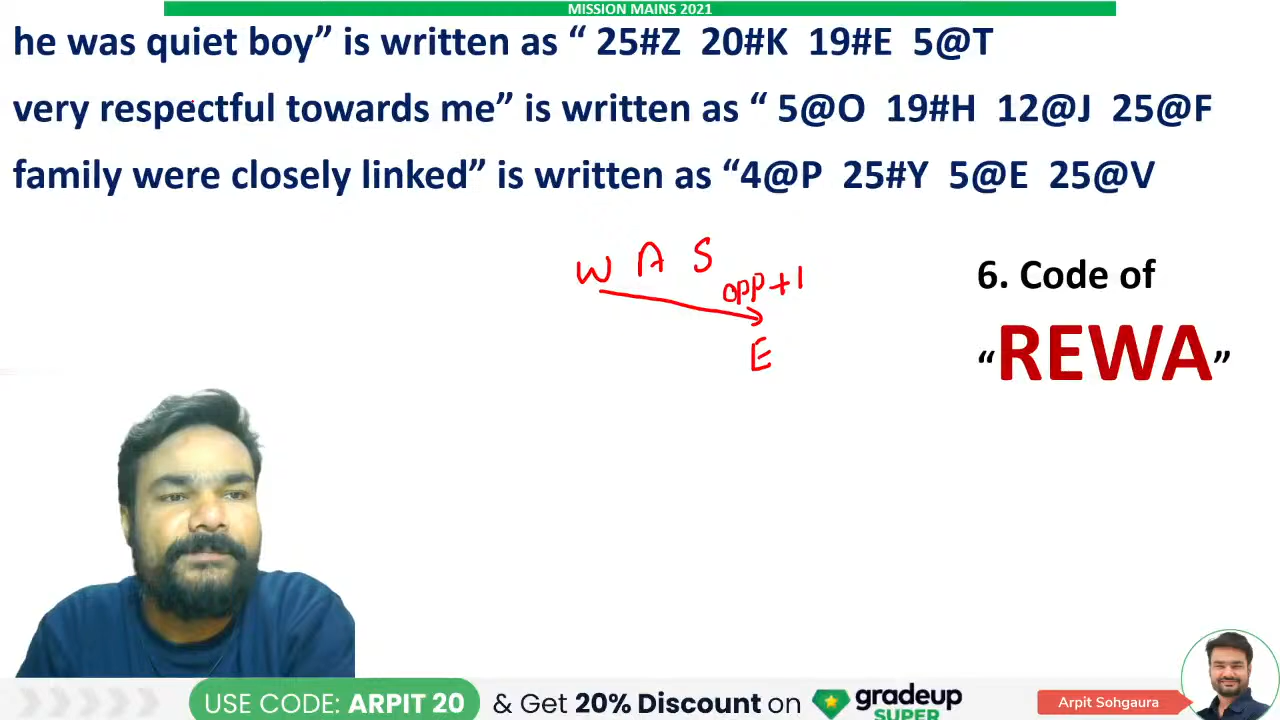 MISSION MAINS 2021
he was quiet boy” is written as “ 25#Z 20#K 19#E 5@T
very respectful towards me” is written as “ 5@O 19#H 12@J 25@F
family were closely linked” is written as “4@P 25#Y 5@E 25@V
W A S
opp+1
E
6. Code of
“REWA”
USE CODE: ARPIT 20 & Get 20% Discount on gradeup SUPER
Arpit Sohgaura